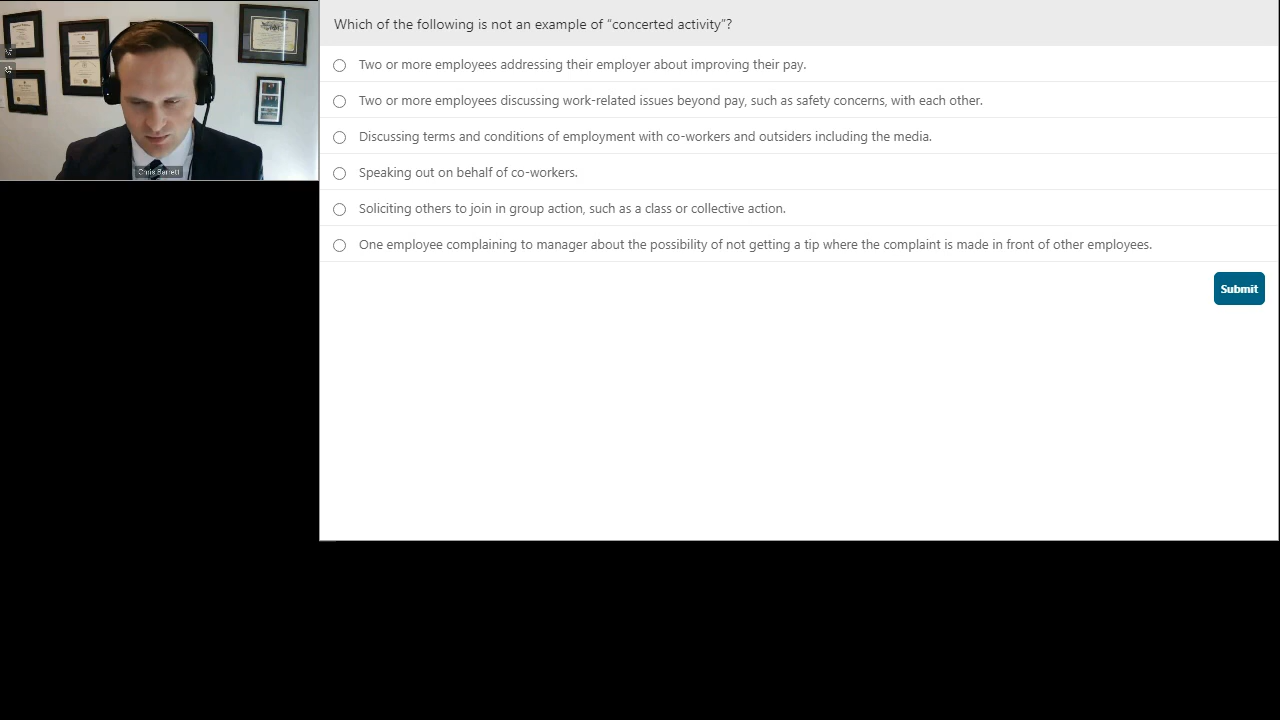 Which of the following is not an example of “concerted activity”?
Two or more employees addressing their employer about improving their pay.
Two or more employees discussing work-related issues beyond pay, such as safety concerns, with each other.
Discussing terms and conditions of employment with co-workers and outsiders including the media.
Speaking out on behalf of co-workers.
Soliciting others to join in group action, such as a class or collective action.
One employee complaining to manager about the possibility of not getting a tip where the complaint is made in front of other employees.
Submit
Chris Barrett